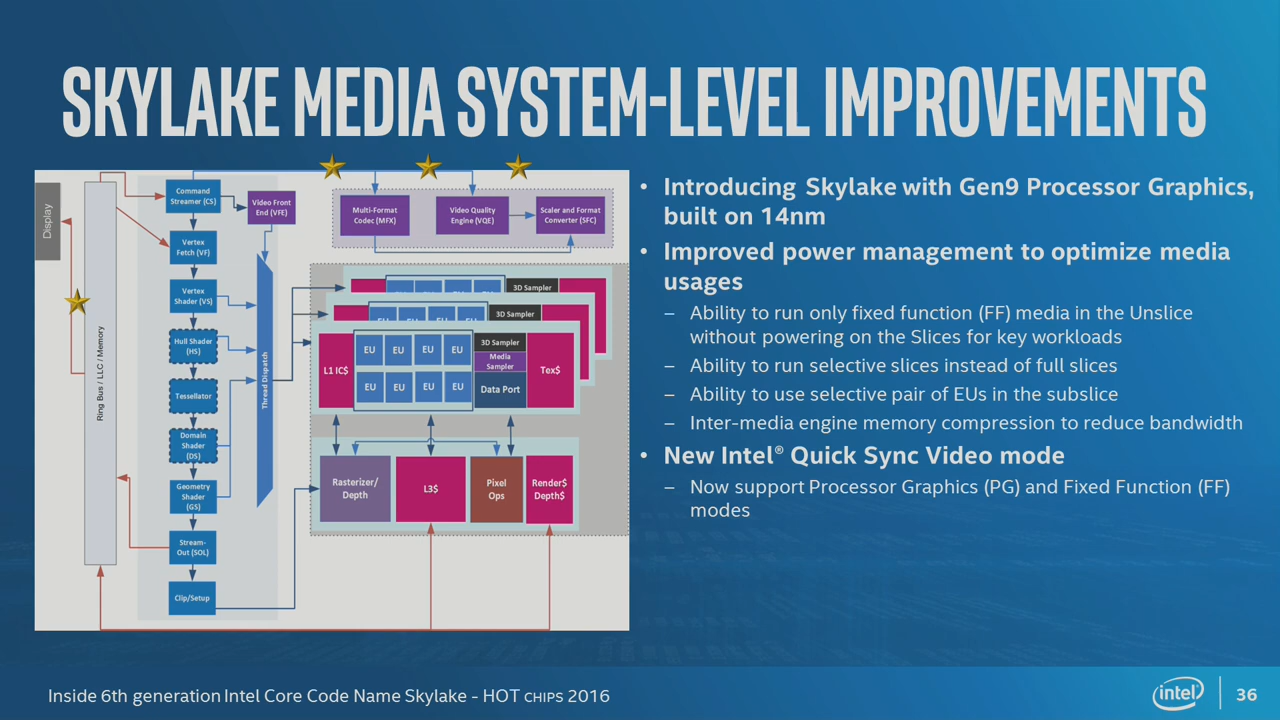 SKYLAKE MEDIA SYSTEM-LEVEL IMPROVEMENTS
Display
Ring Bus / LLC / Memory
Command
Streamer (CS)
Vertex
Fetch (VF)
Vertex
Shader (VS)
Hull Shader
(HS)
Tessellator
Domain
Shader
(DS)
Geometry
Shader
(GS)
Stream-
Out (SOL)
Clip/Setup
Video Front
End (VFE)
Thread Dispatch
Multi-Format
Codec (MFX)
Video Quality
Engine (VQE)
Scaler and Format
Converter (SFC)
3D Sampler
EU
3D Sampler
EU EU EU EU
3D Sampler
Media
Sampler
Data Port
L1 IC$
EU EU EU EU
Tex$
Rasterizer/
Depth
L3$
Pixel
Ops
Render$
Depth$
• Introducing Skylake with Gen9 Processor Graphics,
built on 14nm
• Improved power management to optimize media
usages
– Ability to run only fixed function (FF) media in the Unslice
without powering on the Slices for key workloads
– Ability to run selective slices instead of full slices
– Ability to use selective pair of EUs in the subslice
– Inter-media engine memory compression to reduce bandwidth
• New Intel® Quick Sync Video mode
– Now support Processor Graphics (PG) and Fixed Function (FF)
modes
Inside 6th generation Intel Core Code Name Skylake - HOT CHIPS 2016
intel
36